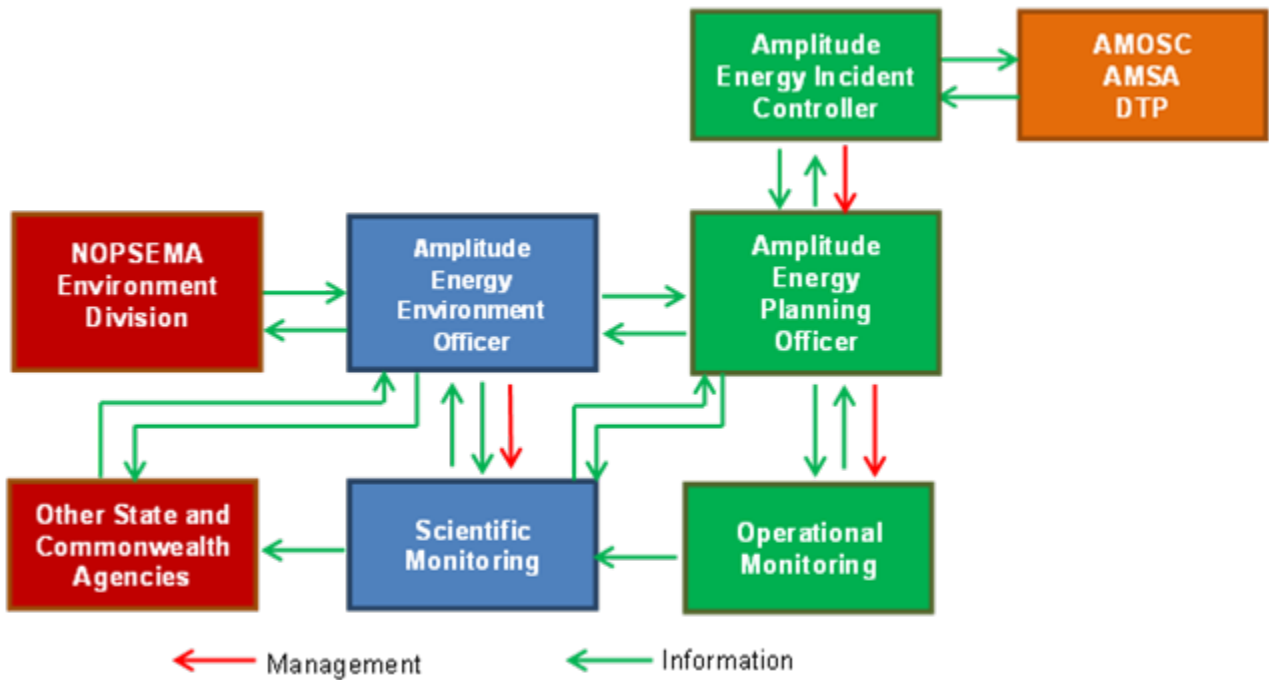 Amplitude
Energy Incident
Controller
AMOSC
AMSA
DTP
NOPSEMA
Environment
Division
Amplitude
Energy
Environment
Officer
Amplitude
Energy
Planning
Officer
Other State and
Commonwealth
Agencies
Scientific
Monitoring
Operational
Monitoring
Management
Information